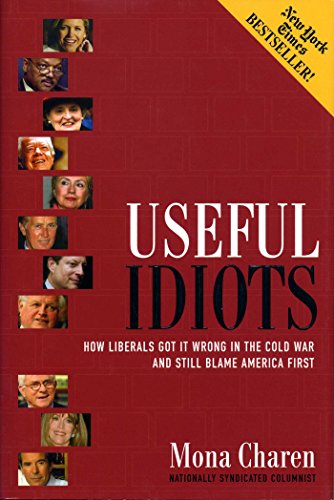 New York
Times
BESTSELLER!
USEFUL
IDIOTS
HOW LIBERALS GOT IT WRONG IN THE COLD WAR
AND STILL BLAME AMERICA FIRST
Mona Charen
NATIONALLY SYNDICATED COLUMNIST